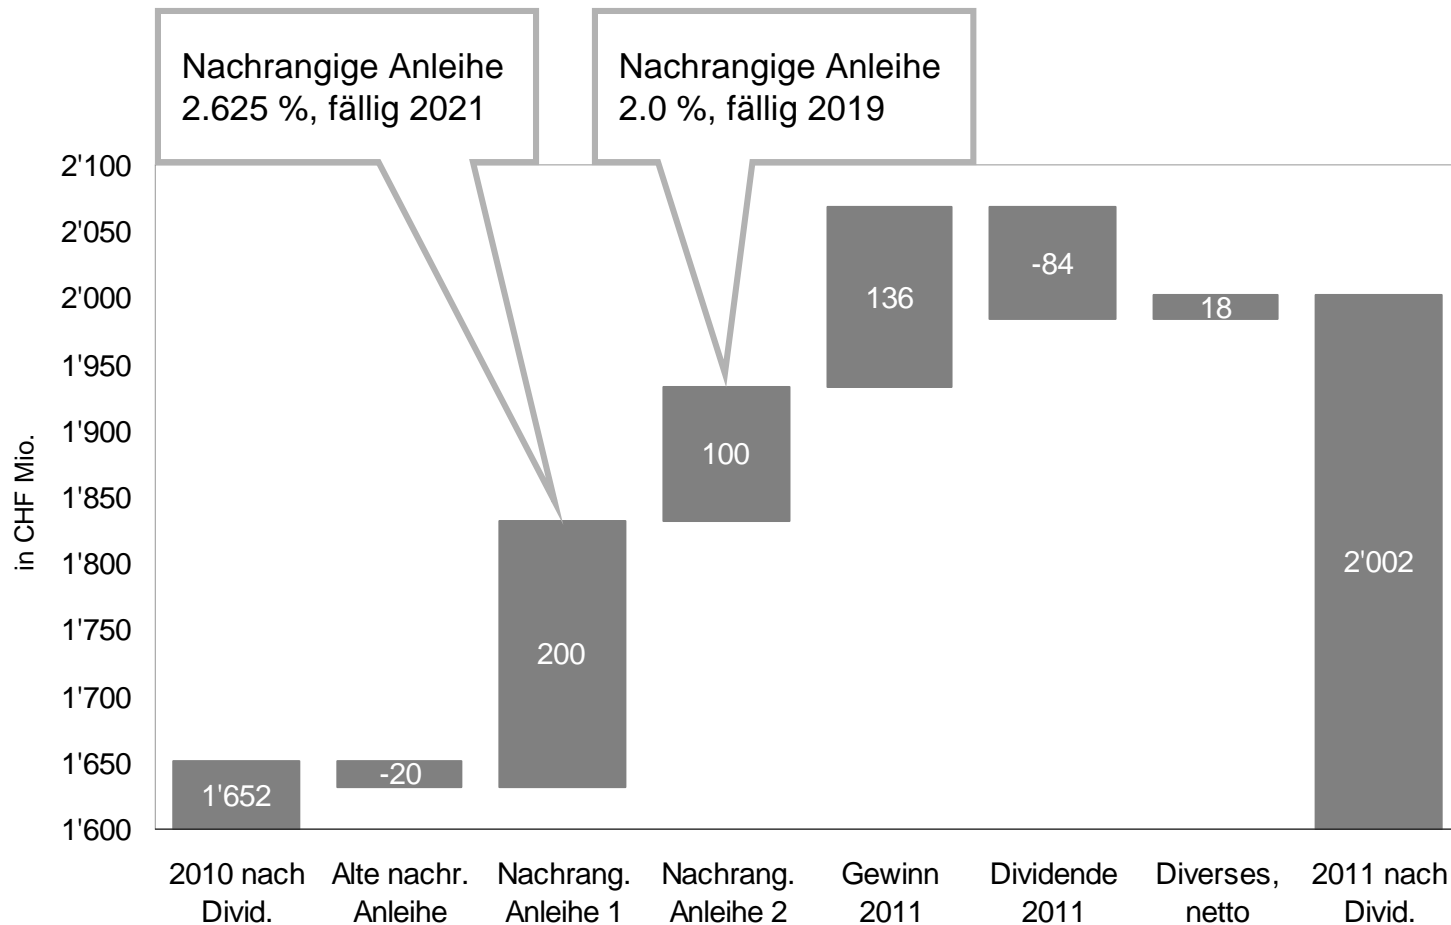 Nachrangige Anleihe
2.625 %, fällig 2021
Nachrangige Anleihe
2.0 %, fällig 2019
in CHF Mio.
2'100
2'050
2'000
1'950
1'900
1'850
1'800
1'750
1'700
1'650
1'600
1'652
-20
200
100
136
-84
18
2'002
2010 nach
Divid.
Alte nachr.
Anleihe
Nachrang.
Anleihe 1
Nachrang.
Anleihe 2
Gewinn
2011
Dividende
2011
Diverses,
netto
2011 nach
Divid.